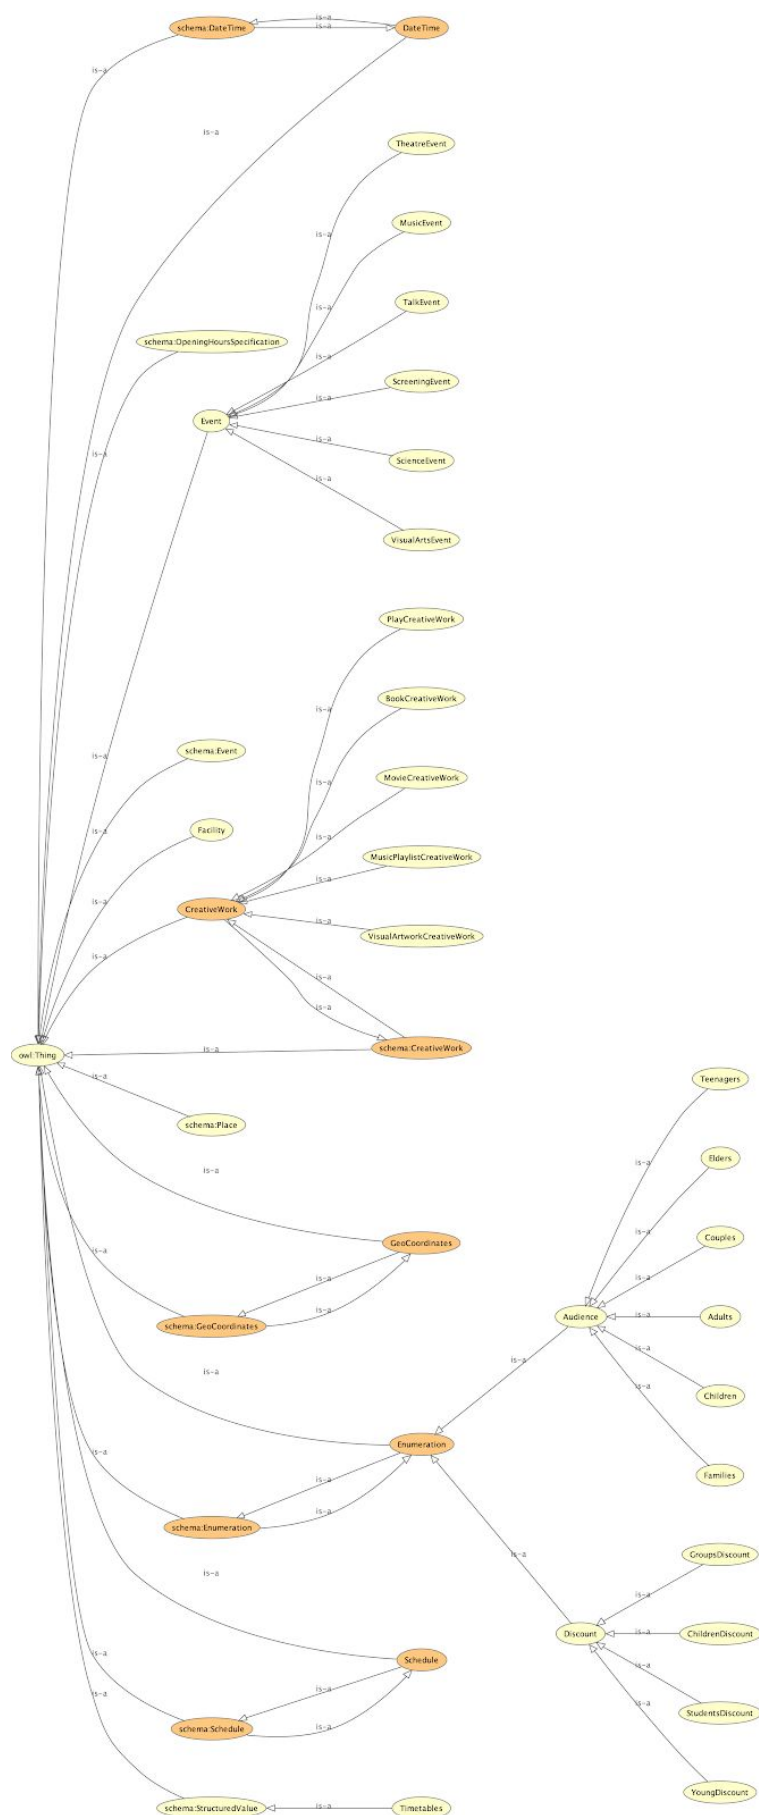 schema:DateTime
is-a
is-a
DateTime
is-a
is-a
TheatreEvent
is-a
MusicEvent
is-a
TalkEvent
is-a
schema:OpeningHoursSpecification
is-a
ScreeningEvent
is-a
Event
ScienceEvent
is-a
VisualArtsEvent
is-a
PlayCreativeWork
is-a
BookCreativeWork
is-a
MovieCreativeWork
is-a
schema:Event
is-a
Facility
is-a
MusicPlaylistCreativeWork
is-a
CreativeWork
is-a
VisualArtworkCreativeWork
is-a
is-a
is-a
is-a
owl:Thing
is-a
schema:CreativeWork
is-a
schema:Place
is-a
GeoCoordinates
is-a
is-a
is-a
schema:GeoCoordinates
Teenagers
is-a
Elders
is-a
Couples
is-a
Audience
is-a
Adults
is-a
Children
is-a
Families
is-a
is-a
Enumeration
is-a
is-a
is-a
schema:Enumeration
is-a
GroupsDiscount
is-a
Discount
is-a
ChildrenDiscount
is-a
StudentsDiscount
is-a
YoungDiscount
is-a
Schedule
is-a
is-a
is-a
schema:Schedule
is-a
schema:StructuredValue
is-a
Timetables